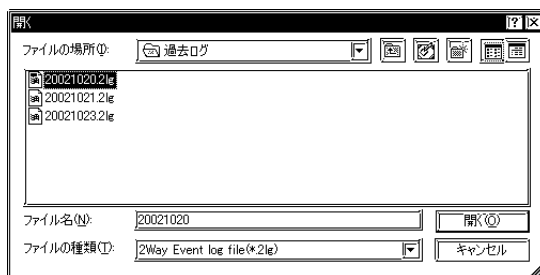 開く
ファイルの場所(I):
過去ログ
20021020.2lg
20021021.2lg
20021023.2lg
ファイル名(N):
20021020
開く(O)
ファイルの種類(T):
2Way Event log file(*.2lg)
キャンセル